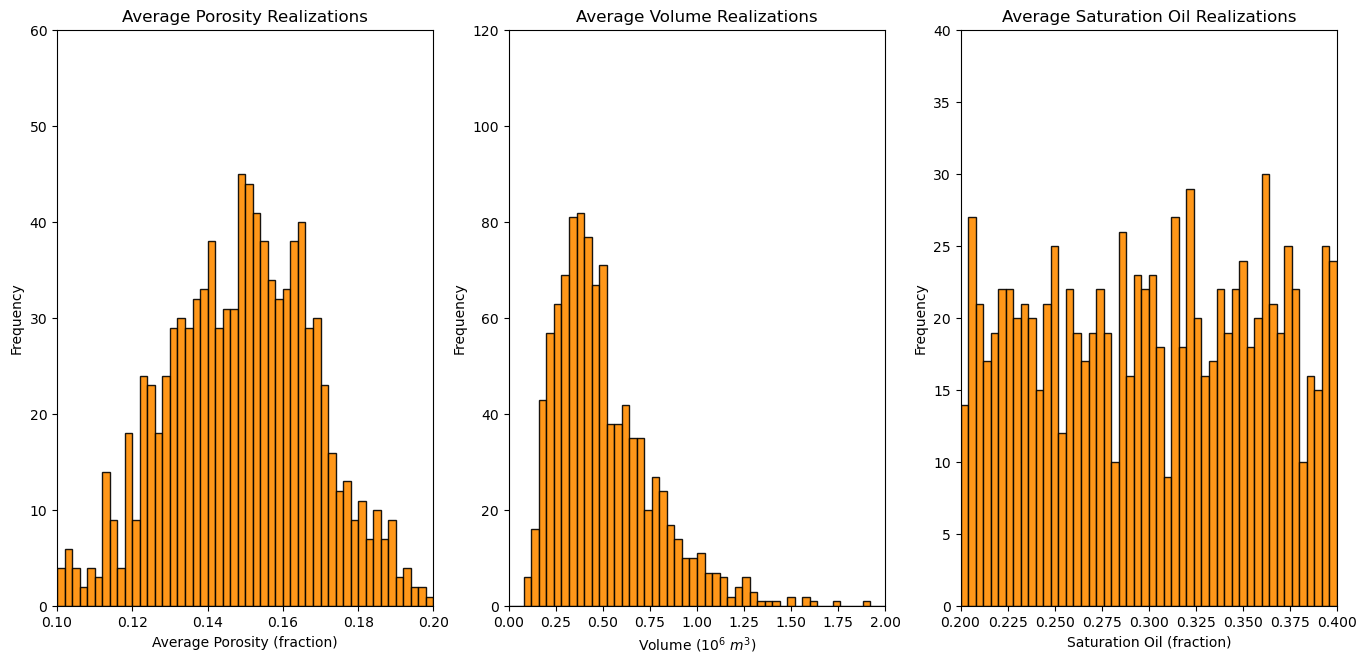 Average Porosity Realizations
60
50
40
30
20
10
0
Frequency
0.10 0.12 0.14 0.16 0.18 0.20
Average Porosity (fraction)
Average Volume Realizations
120
100
80
60
40
20
0
Frequency
0.00 0.25 0.50 0.75 1.00 1.25 1.50 1.75 2.00
Volume (10⁶ m³)
Average Saturation Oil Realizations
40
35
30
25
20
15
10
5
0
Frequency
0.200 0.225 0.250 0.275 0.300 0.325 0.350 0.375 0.400
Saturation Oil (fraction)